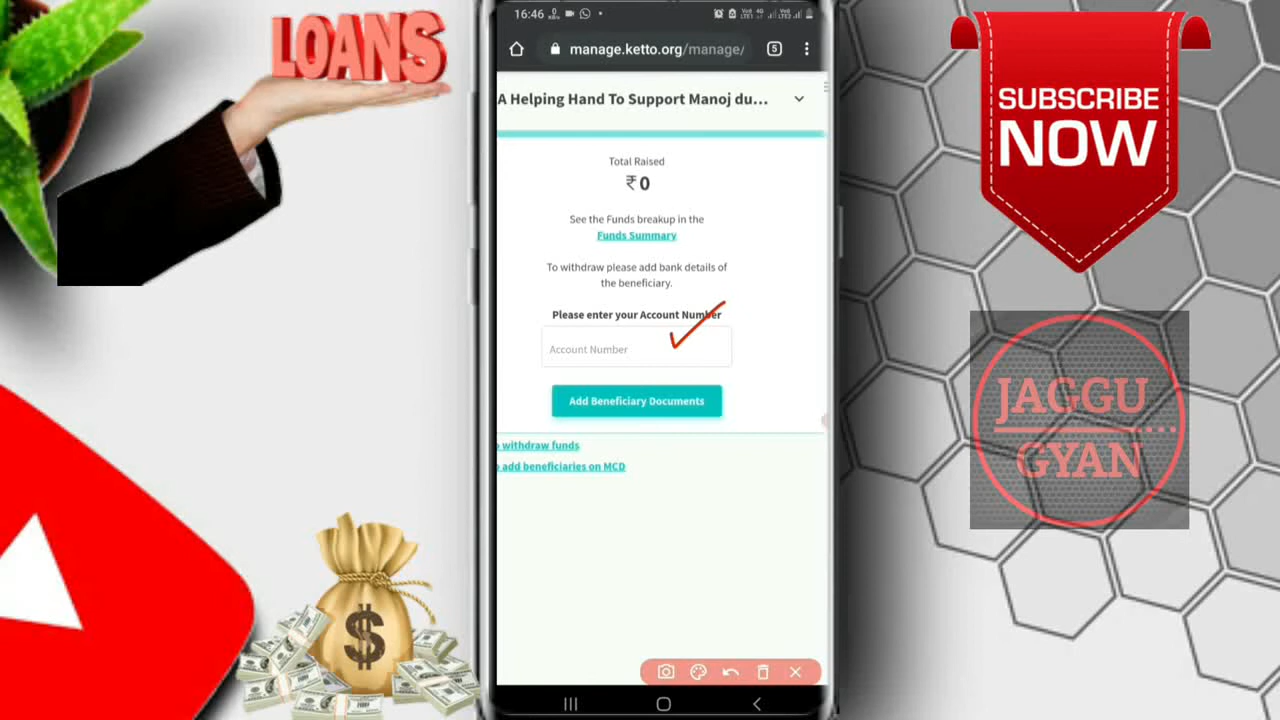 LOANS
16:46
manage.ketto.org/manage/
5
A Helping Hand To Support Manoj du...
Total Raised
₹0
See the Funds breakup in the
Funds Summary
To withdraw please add bank details of
the beneficiary.
Please enter your Account Number
Account Number
Add Beneficiary Documents
withdraw funds
add beneficiaries on MCD
$
SUBSCRIBE
NOW
JAGGU
GYAN